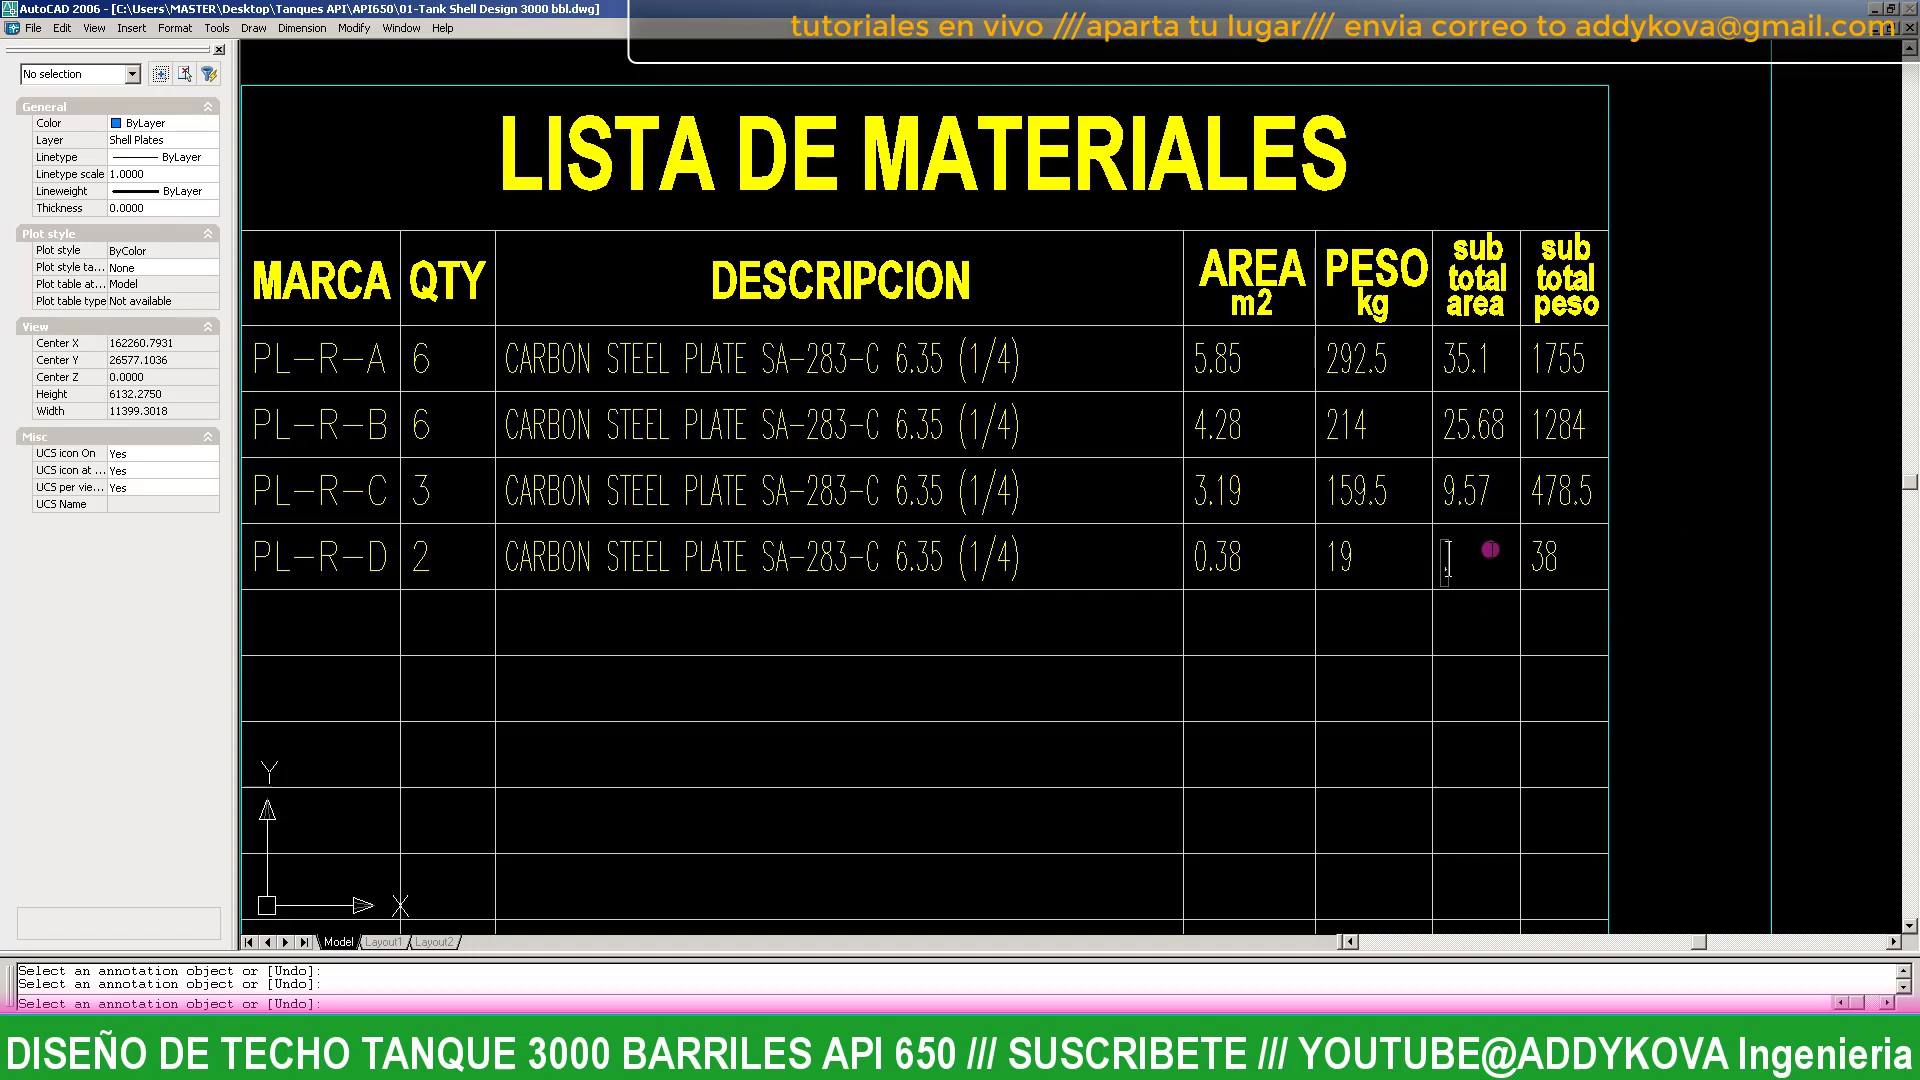 AutoCAD 2006 - [C:\Users\MASTER\Desktop\Tanques API\API650\01-Tank Shell Design 3000 bbl.dwg]
tutoriales en vivo ///aparta tu lugar/// envia correo to addykova@gmail.com
File Edit View Insert Format Tools Draw Dimension Modify Window Help
No selection
General
Color ByLayer
Layer Shell Plates
Linetype ByLayer
Linetype scale 1.0000
Lineweight ByLayer
Thickness 0.0000
Plot style
Plot style ByColor
Plot style ta... None
Plot table at... Model
Plot table type Not available
View
Center X 162260.7931
Center Y 26577.1036
Center Z 0.0000
Height 6132.2750
Width 11399.3018
Misc
UCS icon On Yes
UCS icon at ... Yes
UCS per vie... Yes
UCS Name
LISTA DE MATERIALES
MARCA QTY DESCRIPCION AREA m2 PESO kg sub total area sub total peso
PL-R-A 6 CARBON STEEL PLATE SA-283-C 6.35 (1/4) 5.85 292.5 35.1 1755
PL-R-B 6 CARBON STEEL PLATE SA-283-C 6.35 (1/4) 4.28 214 25.68 1284
PL-R-C 3 CARBON STEEL PLATE SA-283-C 6.35 (1/4) 3.19 159.5 9.57 478.5
PL-R-D 2 CARBON STEEL PLATE SA-283-C 6.35 (1/4) 0.38 19 . 38
Y
X
Model Layout1 Layout2
Select an annotation object or [Undo]:
Select an annotation object or [Undo]:
Select an annotation object or [Undo]:
DISEÑO DE TECHO TANQUE 3000 BARRILES API 650 /// SUSCRIBETE /// YOUTUBE@ADDYKOVA Ingenieria